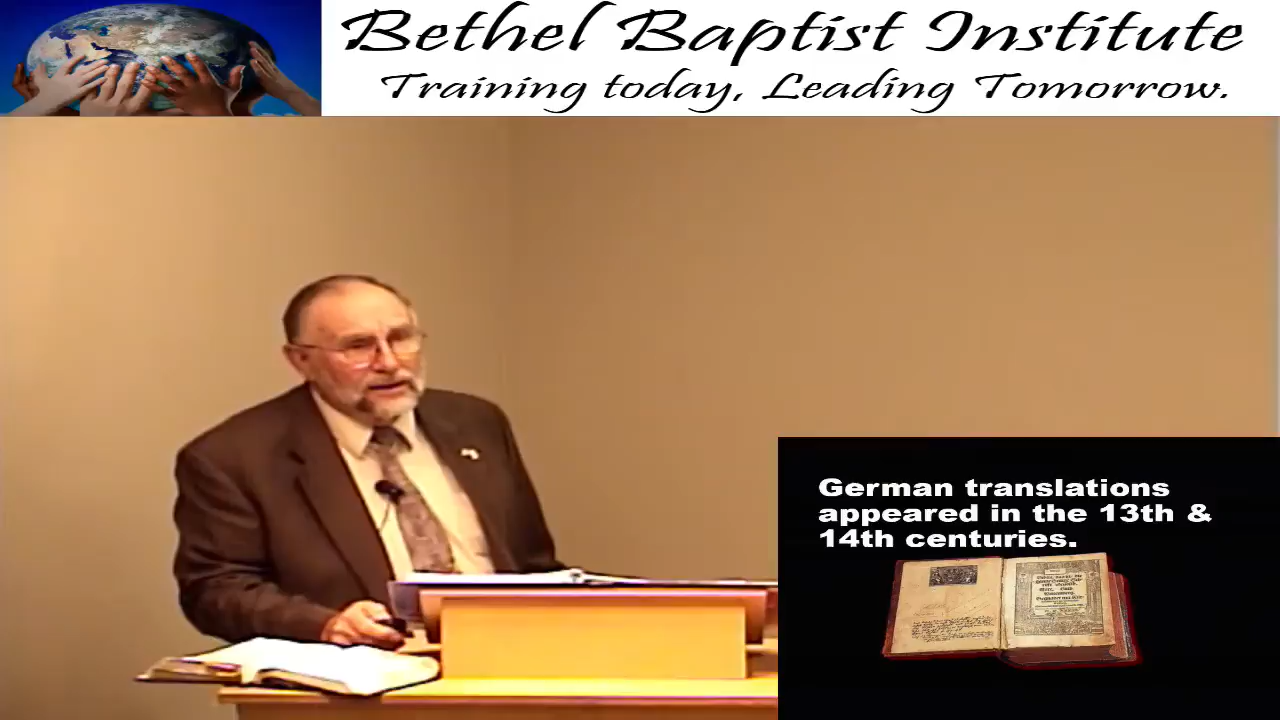 Bethel Baptist Institute
Training today, Leading Tomorrow.
German translations
appeared in the 13th &
14th centuries.